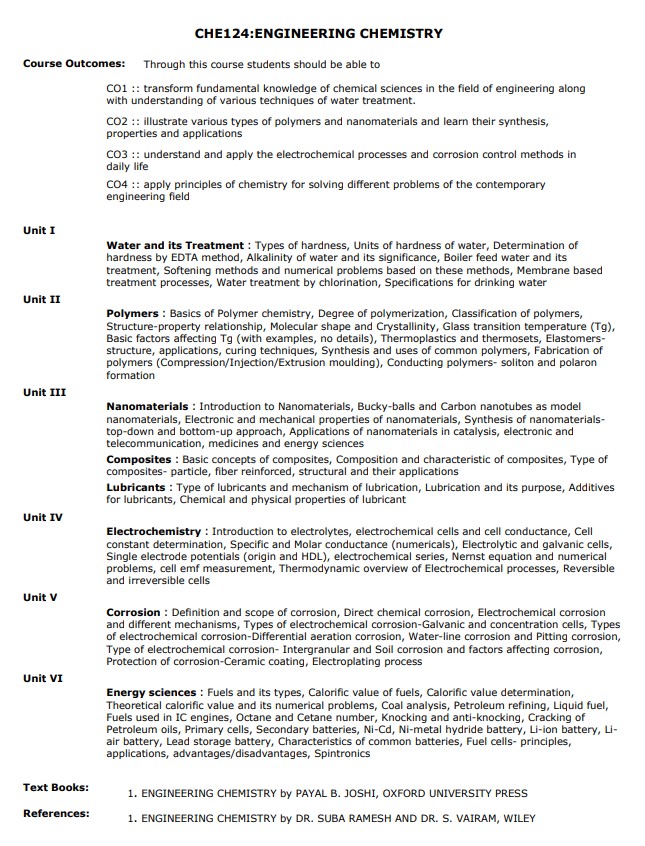 CHE124:ENGINEERING CHEMISTRY
Course Outcomes: Through this course students should be able to
CO1 :: transform fundamental knowledge of chemical sciences in the field of engineering along
with understanding of various techniques of water treatment.
CO2 :: illustrate various types of polymers and nanomaterials and learn their synthesis,
properties and applications
CO3 :: understand and apply the electrochemical processes and corrosion control methods in
daily life
CO4 :: apply principles of chemistry for solving different problems of the contemporary
engineering field
Unit I
Water and its Treatment : Types of hardness, Units of hardness of water, Determination of
hardness by EDTA method, Alkalinity of water and its significance, Boiler feed water and its
treatment, Softening methods and numerical problems based on these methods, Membrane based
treatment processes, Water treatment by chlorination, Specifications for drinking water
Unit II
Polymers : Basics of Polymer chemistry, Degree of polymerization, Classification of polymers,
Structure-property relationship, Molecular shape and Crystallinity, Glass transition temperature (Tg),
Basic factors affecting Tg (with examples, no details), Thermoplastics and thermosets, Elastomers-
structure, applications, curing techniques, Synthesis and uses of common polymers, Fabrication of
polymers (Compression/Injection/Extrusion moulding), Conducting polymers- soliton and polaron
formation
Unit III
Nanomaterials : Introduction to Nanomaterials, Bucky-balls and Carbon nanotubes as model
nanomaterials, Electronic and mechanical properties of nanomaterials, Synthesis of nanomaterials-
top-down and bottom-up approach, Applications of nanomaterials in catalysis, electronic and
telecommunication, medicines and energy sciences
Composites : Basic concepts of composites, Composition and characteristic of composites, Type of
composites- particle, fiber reinforced, structural and their applications
Lubricants : Type of lubricants and mechanism of lubrication, Lubrication and its purpose, Additives
for lubricants, Chemical and physical properties of lubricant
Unit IV
Electrochemistry : Introduction to electrolytes, electrochemical cells and cell conductance, Cell
constant determination, Specific and Molar conductance (numericals), Electrolytic and galvanic cells,
Single electrode potentials (origin and HDL), electrochemical series, Nernst equation and numerical
problems, cell emf measurement, Thermodynamic overview of Electrochemical processes, Reversible
and irreversible cells
Unit V
Corrosion : Definition and scope of corrosion, Direct chemical corrosion, Electrochemical corrosion
and different mechanisms, Types of electrochemical corrosion-Galvanic and concentration cells, Types
of electrochemical corrosion-Differential aeration corrosion, Water-line corrosion and Pitting corrosion,
Type of electrochemical corrosion- Intergranular and Soil corrosion and factors affecting corrosion,
Protection of corrosion-Ceramic coating, Electroplating process
Unit VI
Energy sciences : Fuels and its types, Calorific value of fuels, Calorific value determination,
Theoretical calorific value and its numerical problems, Coal analysis, Petroleum refining, Liquid fuel,
Fuels used in IC engines, Octane and Cetane number, Knocking and anti-knocking, Cracking of
Petroleum oils, Primary cells, Secondary batteries, Ni-Cd, Ni-metal hydride battery, Li-ion battery, Li-
air battery, Lead storage battery, Characteristics of common batteries, Fuel cells- principles,
applications, advantages/disadvantages, Spintronics
Text Books: 1. ENGINEERING CHEMISTRY by PAYAL B. JOSHI, OXFORD UNIVERSITY PRESS
References: 1. ENGINEERING CHEMISTRY by DR. SUBA RAMESH AND DR. S. VAIRAM, WILEY